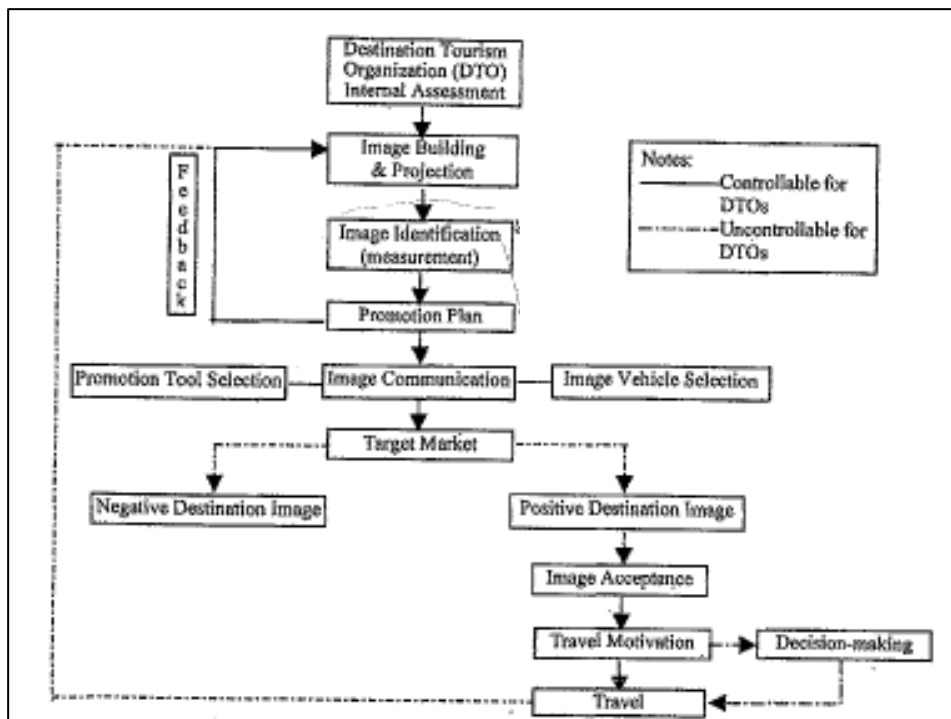 Destination Tourism
Organization (DTO)
Internal Assessment
Image Building
& Projection
Feedback
Notes:
Controllable for
DTOs
Uncontrollable for
DTOs
Image Identification
(measurement)
Promotion Plan
Promotion Tool Selection
Image Communication
Image Vehicle Selection
Target Market
Negative Destination Image
Positive Destination Image
Image Acceptance
Travel Motivation
Decision-making
Travel